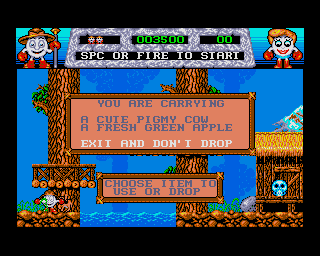 003500 00
SPC OR FIRE TO START
YOU ARE CARRYING
A CUTE PIGMY COW
A FRESH GREEN APPLE
EXIT AND DON'T DROP
CHOOSE ITEM TO
USE OR DROP